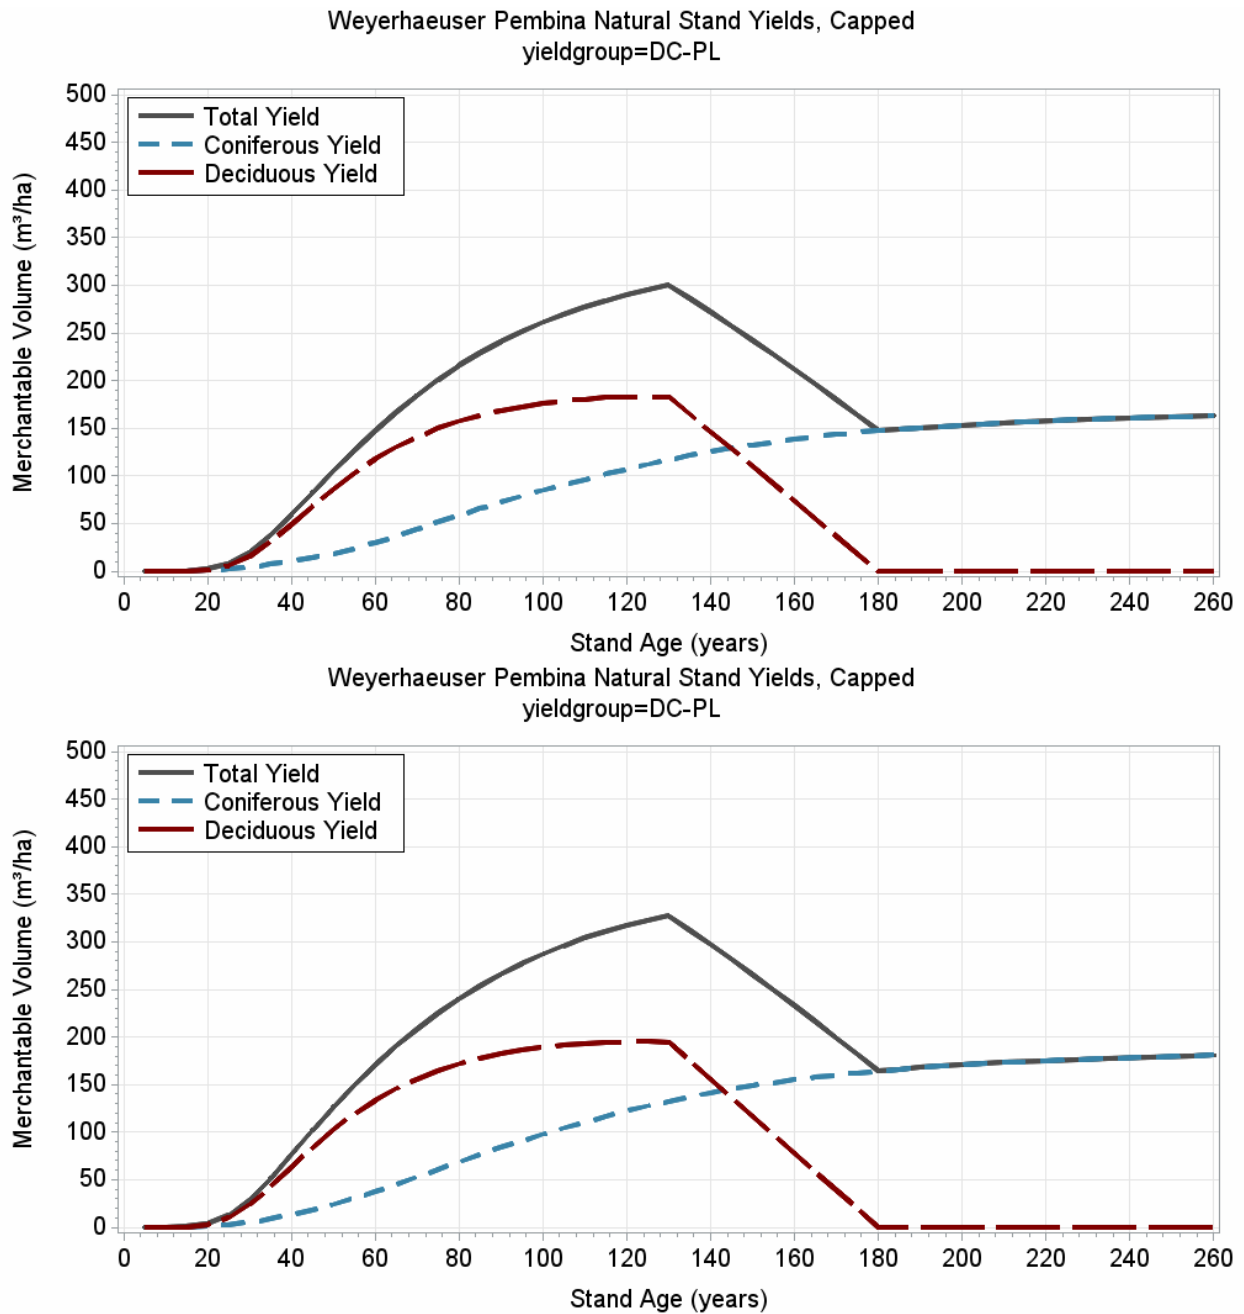 Weyerhaeuser Pembina Natural Stand Yields, Capped
yieldgroup=DC-PL
Merchantable Volume (m³/ha)
500
450
400
350
300
250
200
150
100
50
0
Total Yield
Coniferous Yield
Deciduous Yield
0 20 40 60 80 100 120 140 160 180 200 220 240 260
Stand Age (years)
Weyerhaeuser Pembina Natural Stand Yields, Capped
yieldgroup=DC-PL
Merchantable Volume (m³/ha)
500
450
400
350
300
250
200
150
100
50
0
Total Yield
Coniferous Yield
Deciduous Yield
0 20 40 60 80 100 120 140 160 180 200 220 240 260
Stand Age (years)